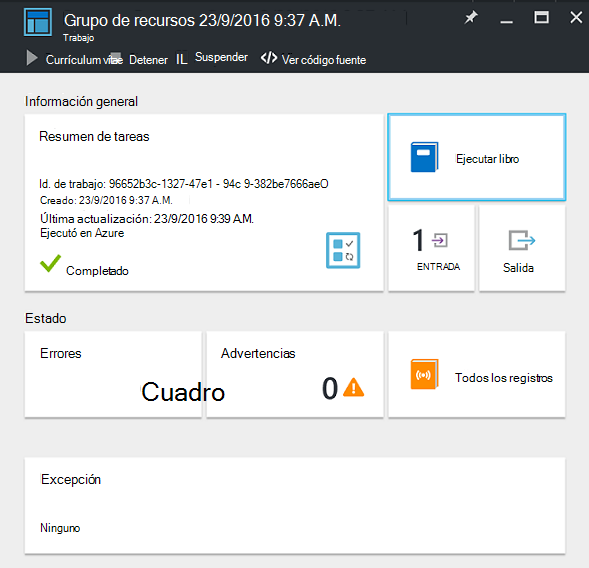 Grupo de recursos 23/9/2016 9:37 A.M.
Trabajo
Currículum vitae Detener IL Suspender </> Ver código fuente
Información general
Resumen de tareas
Id. de trabajo: 96652b3c-1327-47e1 - 94c 9-382be7666aeO
Creado: 23/9/2016 9:37 A.M.
Última actualización: 23/9/2016 9:39 A.M.
Ejecutó en Azure
Completado
Ejecutar libro
1
ENTRADA
Salida
Estado
Errores
Cuadro
Advertencias
0
Todos los registros
Excepción
Ninguno